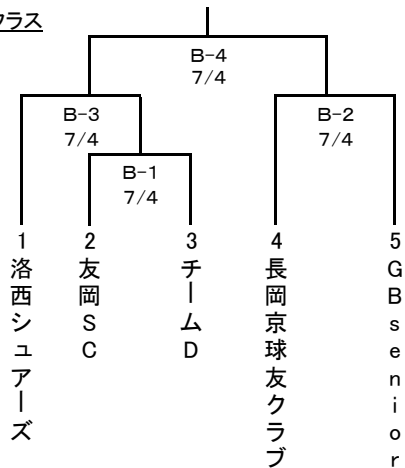 クラス
B-4
7/4
B-3
7/4
B-2
7/4
B-1
7/4
1
洛西シュアーズ
2
友岡SC
3
チームD
4
長岡京球友クラブ
5
GBsenior